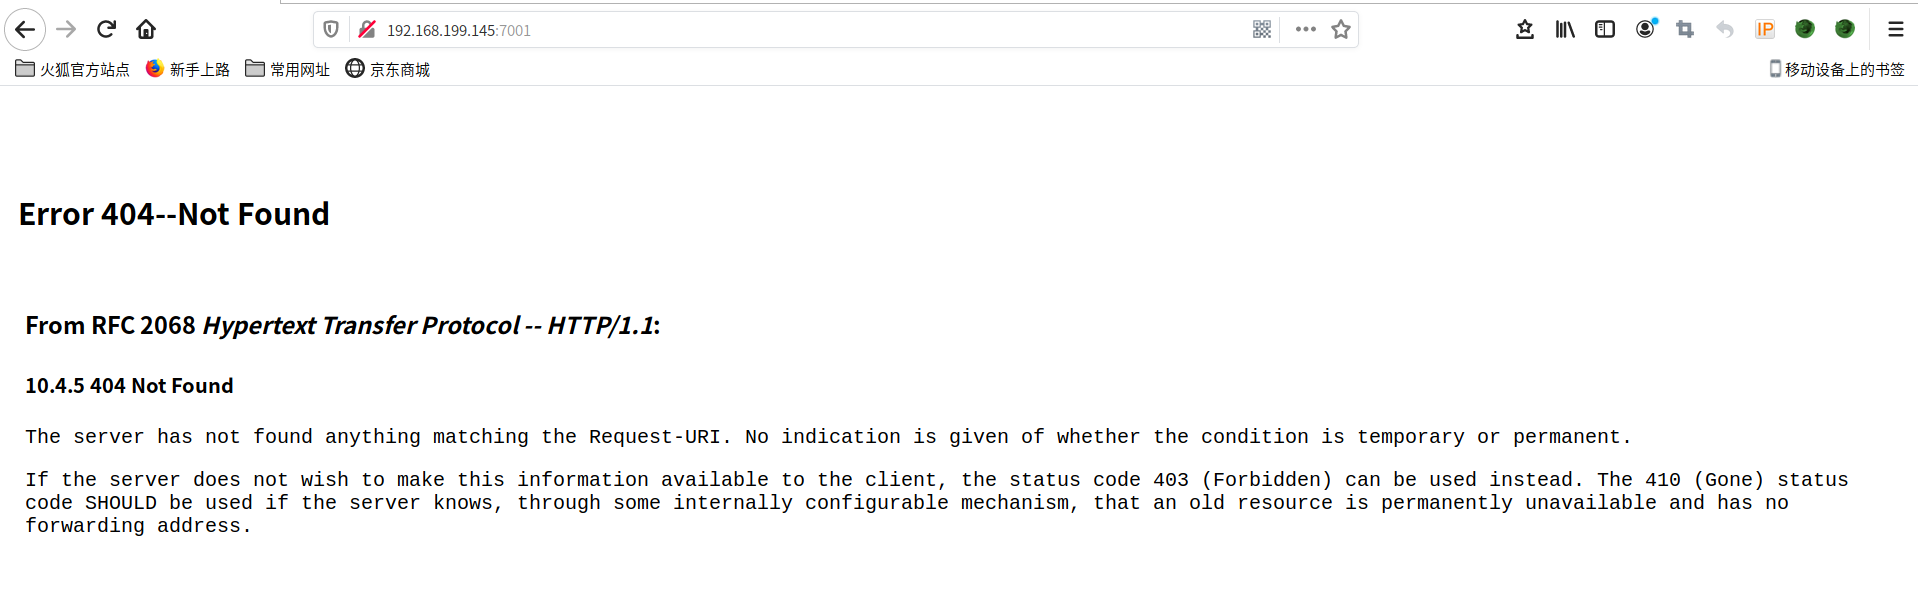 192.168.199.145:7001
IP
火狐官方站点 新手上路 常用网址 京东商城 移动设备上的书签
Error 404--Not Found
From RFC 2068 Hypertext Transfer Protocol -- HTTP/1.1:
10.4.5 404 Not Found
The server has not found anything matching the Request-URI. No indication is given of whether the condition is temporary or permanent.
If the server does not wish to make this information available to the client, the status code 403 (Forbidden) can be used instead. The 410 (Gone) status
code SHOULD be used if the server knows, through some internally configurable mechanism, that an old resource is permanently unavailable and has no
forwarding address.